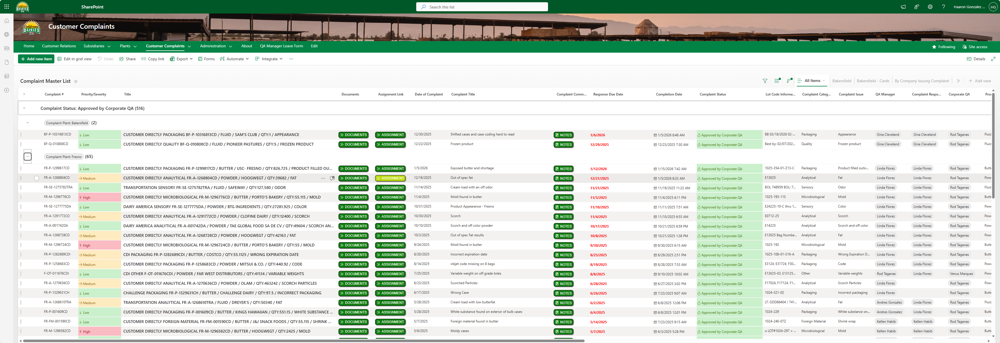 California DAIRIES Inc.
SharePoint
Search this list
Haaron Gonzalez ...
HG
California DAIRIES Inc.
Customer Complaints
Home Customer Relations Subsidiaries Plants Customer Complaints Administration About QA Manager Leave Form Edit Following Site access
Add new item Edit in grid view Undo Share Copy link Export Forms Automate Integrate ... Details
Complaint Master List All Items Bakersfield Bakersfield - Cards By Company Issuing Complaint Add view
Complaint # Priority/Severity Title Documents Assignment Link Date of Complaint Complaint Title Complaint Comm... Response Due Date Completion Date Complaint Status Lot Code Informa... Complaint Categ... Complaint Issue QA Manager Complaint Respo... Corporate QA
Complaint Status: Approved by Corporate QA (516)
Complaint Plant: Bakersfield (2)
BF-P-10316813CD Low CUSTOMER DIRECTLY PACKAGING BF-P-10316813CD / FLUID / SAM'S CLUB / QTY:1 / APPEARANCE DOCUMENTS ASSIGNMENT 12/30/2025 Shifted cases and case coding hard to read NOTES 1/6/2026 1/5/2026 8:48 AM Approved by Corporate QA BB 03/18/2026 02-... Packaging Appearance Gina Cleveland Gina Cleveland Rod Taganas Fluid
BF-Q-010808CD Low CUSTOMER DIRECTLY QUALITY BF-Q-010808CD / FLUID / PIONEER PASTURES / QTY:5 / FROZEN PRODUCT DOCUMENTS ASSIGNMENT 12/22/2025 Frozen product NOTES 12/29/2025 12/23/2025 7:30 AM Approved by Corporate QA Best by: 02/07/202... Quality Frozen product Gina Cleveland Gina Cleveland Rod Taganas Fluid
Complaint Plant: Fresno (65)
FR-P-1299817CD Low CUSTOMER DIRECTLY PACKAGING FR-P-1299817CD / BUTTER / USC- FRESNO / QTY:826.725 / PRODUCT FILLED OU... DOCUMENTS ASSIGNMENT 1/5/2026 Exposed butter and shortage NOTES 1/12/2026 1/15/2026 7:42 AM Approved by Corporate QA 1025-354-01-Z13-C Packaging Product filled outsi... Linda Florez Linda Florez Rod Taganas
FR-A-1268804CD Medium CUSTOMER DIRECTLY ANALYTICAL FR-A-1268804CD / POWDER / HOOGWEGT / QTY:39682 / FAT ... DOCUMENTS ASSIGNMENT 12/16/2025 Out of spec fat NOTES 12/21/2025 1/5/2026 8:33 AM Approved by Corporate QA E13025 Analytical Fat Linda Florez Linda Florez Rod Taganas
FR-SE-1275782TRA Low TRANSPORTATION SENSORY FR-SE-1275782TRA / FLUID / SAFEWAY / QTY:127,580 / ODOR DOCUMENTS ASSIGNMENT 11/14/2025 Cream load with an off odor NOTES 11/21/2025 11/19/2025 11:22 AM Approved by Corporate QA BOL 748959 BOL: 7... Sensory Odor Linda Florez Linda Florez Rod Taganas Fluid
FR-M-1296776CD High CUSTOMER DIRECTLY MICROBIOLOGICAL FR-M-1296776CD / BUTTER / PORTO'S BAKERY / QTY:55.115 / MOLD DOCUMENTS ASSIGNMENT 11/4/2025 Mold found in butter NOTES 11/5/2025 11/4/2025 6:11 PM Approved by Corporate QA 1025-193-11S Microbiological Mold Linda Florez Linda Florez Rod Taganas
FR-SE-1277775DA Low DAIRY AMERICA SENSORY FR-SE-1277775DA / POWDER / BTG INGREDIENTS / QTY:27281.925 / COLOR DOCUMENTS ASSIGNMENT 10/31/2025 Product Appearance - Fresno NOTES 11/10/2025 11/11/2025 7:51 AM Approved by Corporate QA E24225-10-C thru 1... Sensory Color Linda Florez Linda Florez Rod Taganas
FR-A-1291772CD Medium CUSTOMER DIRECTLY ANALYTICAL FR-A-1291772CD / POWDER / CLOFINE DAIRY / QTY:12400 / SCORCH DOCUMENTS ASSIGNMENT 10/30/2025 Scorch NOTES 11/4/2025 11/10/2025 6:55 AM Approved by Corporate QA E0712-25 Analytical Scorch Linda Florez Linda Florez Rod Taganas
FR-A-001742DA Low DAIRY AMERICA ANALYTICAL FR-A-001742DA / POWDER / TAE GLOBAL FOOD SA DE CV / QTY:49604 / SCORCH AN... DOCUMENTS ASSIGNMENT 10/10/2025 Scorch and off color powder NOTES 10/17/2025 10/21/2025 6:59 PM Approved by Corporate QA E14225 Analytical Scorch and off color Linda Florez Linda Florez Rod Taganas
FR-A-1268728CD Medium CUSTOMER DIRECTLY ANALYTICAL FR-A-1268728CD / POWDER / HOOGWEGT / QTY:42163 / FAT DOCUMENTS ASSIGNMENT 10/3/2025 Out of spec Fat results NOTES 10/8/2025 10/21/2025 1:38 PM Approved by Corporate QA E13025 Bag Numbe... Analytical Fat Linda Florez Linda Florez Rod Taganas
FR-M-1296724CD High CUSTOMER DIRECTLY MICROBIOLOGICAL FR-M-1296724CD / BUTTER / PORTO'S BAKERY / QTY:55 / MOLD DOCUMENTS ASSIGNMENT 9/24/2025 Mold found in butter NOTES 9/30/2025 9/30/2025 6:15 AM Approved by Corporate QA 1025-192 Microbiological Mold Linda Florez Linda Florez Rod Taganas
FR-P-1282689CDI Medium CDI PACKAGING FR-P-1282689CDI / BUTTER / COSTCO / QTY:55.1125 / WRONG EXPIRATION DATE DOCUMENTS ASSIGNMENT 8/20/2025 Incorrect expiration date NOTES 8/25/2025 8/29/2025 2:51 PM Approved by Corporate QA 1025-108-01-S16-A Packaging Wrong Expiration D... Linda Florez Linda Florez Rod Taganas
FR-P-1258683CD Medium CUSTOMER DIRECTLY PACKAGING FR-P-1258683CD / POWDER / MITSUI & CO. / QTY:440.92 / CODE DOCUMENTS ASSIGNMENT 8/14/2025 inkjet code missing on 8 bags NOTES 8/19/2025 8/28/2025 7:53 AM Approved by Corporate QA E3124, E31724, F30... Packaging Code Linda Florez Linda Florez Rod Taganas
F-OT-011676CDI Low CDI OTHER F-OT-011676CDI / POWDER / FAR WEST DISTRIBUTORS / QTY:41134 / VARIABLE WEIGHTS DOCUMENTS ASSIGNMENT 7/25/2025 Variable weight on off grade totes NOTES 8/8/2025 9/10/2025 10:02 AM Approved by Corporate QA E13025-03, E13125... Other Variable weights Rod Taganas Linda Florez Venus Marquez
FR-A-1270636CD Medium CUSTOMER DIRECTLY ANALYTICAL FR-A-1270636CD / POWDER / OLAM / QTY:463242 / SCORCH PARTICLES DOCUMENTS ASSIGNMENT 6/23/2025 Scorched Particles NOTES 6/28/2025 6/27/2025 3:02 PM Approved by Corporate QA F17024, F17124, F1... Analytical Scorch Particles Linda Florez Rod Taganas
FR-P-1329631CH Low CHALLENGE PACKAGING FR-P-1329631CH / BUTTER / CHALLENGE DAIRY / QTY:97.5 / INCORRECT PACKAGING DOCUMENTS ASSIGNMENT 6/17/2025 Wrong Case NOTES 6/26/2025 7/23/2025 9:07 AM Approved by Corporate QA 1024-321-02 Packaging Incorrect packaging Linda Florez Rod Taganas
FR-A-1268610TRA Medium TRANSPORTATION ANALYTICAL FR-A-1268610TRA / FLUID / DREYER'S / QTY:50340 / FAT DOCUMENTS ASSIGNMENT 5/28/2025 Cream load with low butterfat NOTES 6/2/2025 6/8/2025 12:06 PM Approved by Corporate QA LT: GDD66404 / 741... Analytical Fat Andres Gonzalez Linda Florez Rod Taganas Fluid
FR-P-001609CD Low CUSTOMER DIRECTLY PACKAGING FR-P-001609CD / BUTTER / KINGS HAWAIIAN / QTY:551.15 / WHITE SUBSTANCE ... DOCUMENTS ASSIGNMENT 5/28/2025 White substance found on exterior of bulk cases NOTES 6/4/2025 6/8/2025 12:01 PM Approved by Corporate QA 1024-229 Packaging White substance on... Andres Gonzalez Linda Florez Rod Taganas
FR-FM-001590CD Low CUSTOMER DIRECTLY FOREIGN MATERIAL FR-FM-001590CD / BUTTER / J&J SNACK FOODS / QTY:55.115 / SHRINK ... DOCUMENTS ASSIGNMENT 5/7/2025 Foreign material found in butter NOTES 5/14/2025 7/23/2025 9:15 AM Approved by Corporate QA 1024-240-07Z Foreign Material Shrink wrap Kellen Habib Kellen Habib Rod Taganas
FR-M-1296582CD High CUSTOMER DIRECTLY MICROBIOLOGICAL FR-M-1296582CD / BUTTER / HOOGWEGT / QTY:2425 / MOLD DOCUMENTS ASSIGNMENT 5/6/2025 Moldy cases NOTES 5/7/2025 6/3/2025 5:28 PM Approved by Corporate QA o LOT#1024-297 = ... Microbiological Mold Kellen Habib Kellen Habib Rod Taganas